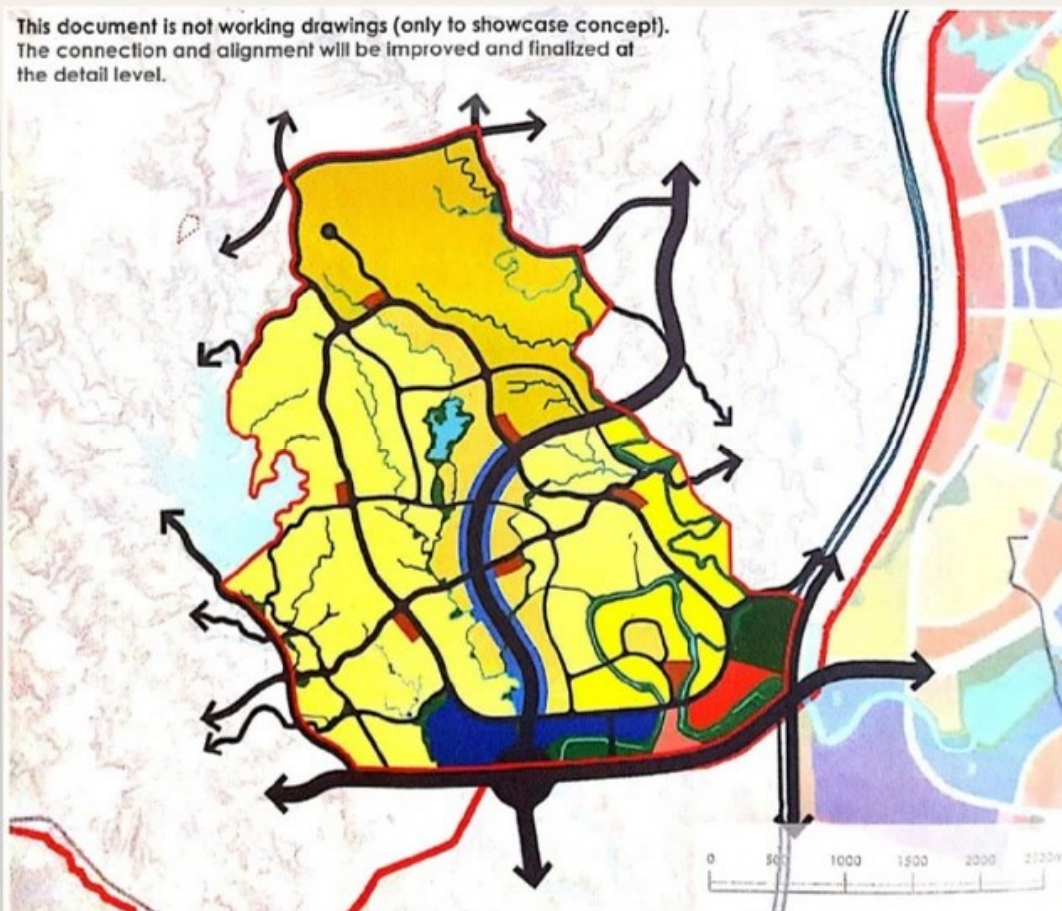 This document is not working drawings (only to showcase concept).
The connection and alignment will be improved and finalized at
the detail level.
0 500 1000 1500 2000